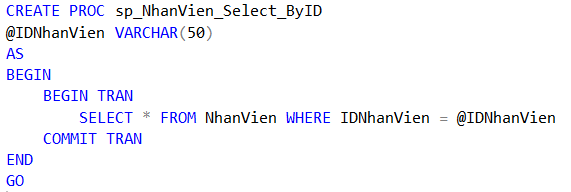 CREATE PROC sp_NhanVien_Select_ByID
@IDNhanVien VARCHAR(50)
AS
BEGIN
BEGIN TRAN
SELECT * FROM NhanVien WHERE IDNhanVien = @IDNhanVien
COMMIT TRAN
END
GO